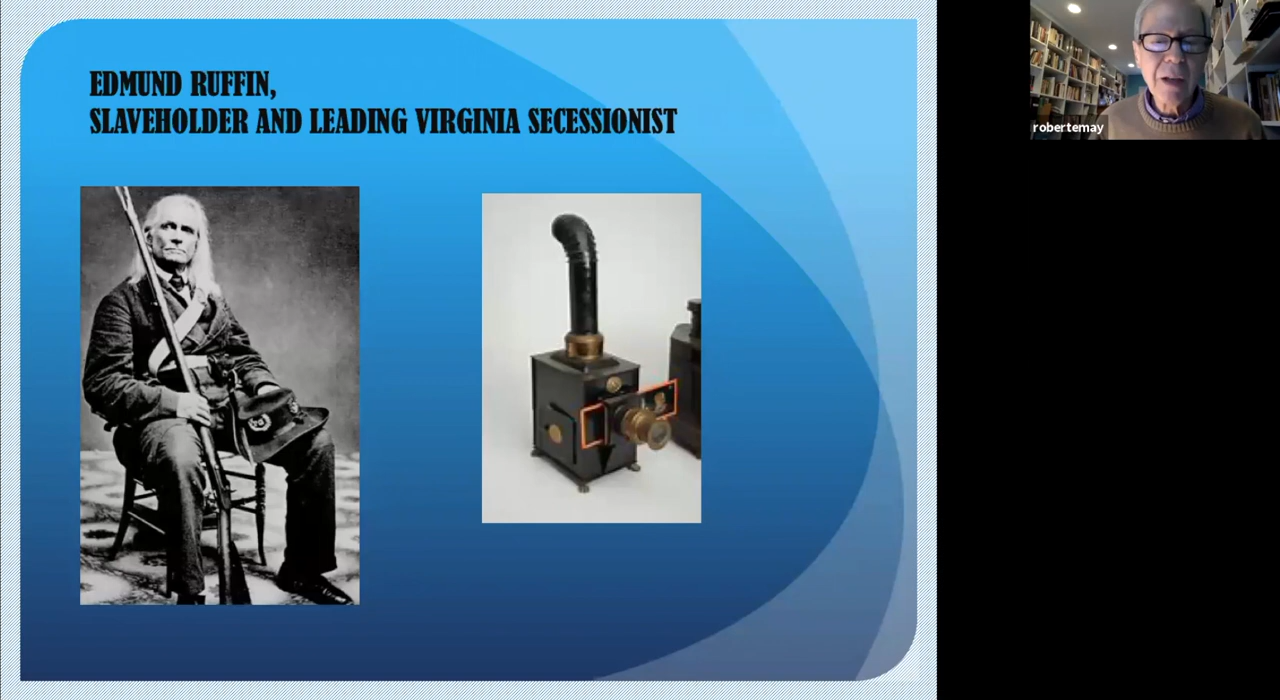 EDMUND RUFFIN,
SLAVEHOLDER AND LEADING VIRGINIA SECESSIONIST
robertemay